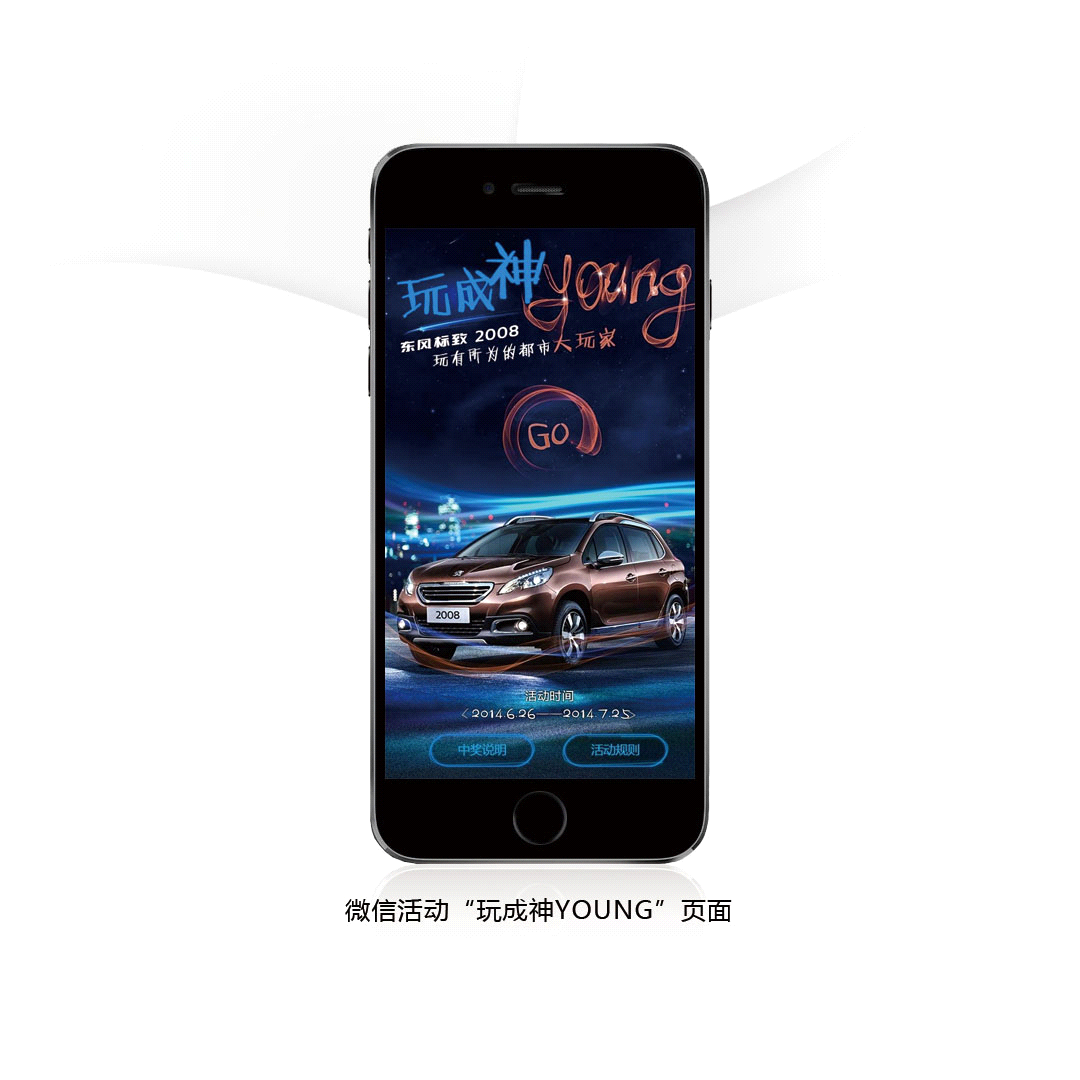 玩成神young
东风标致 2008
玩有所为的都市大玩家
GO
2008
活动时间
<2014.6.26——2014.7.25>
中奖说明 活动规则
微信活动“玩成神YOUNG”页面